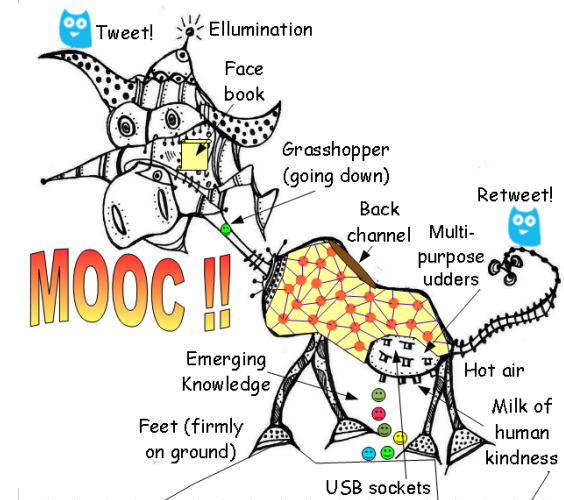 Tweet!
Ellumination
Face
book
Grasshopper
(going down)
Retweet!
Back
channel
Multi-
purpose
udders
MOOC !!
Emerging
Knowledge
Hot air
Feet (firmly
on ground)
Milk of
human
kindness
USB sockets